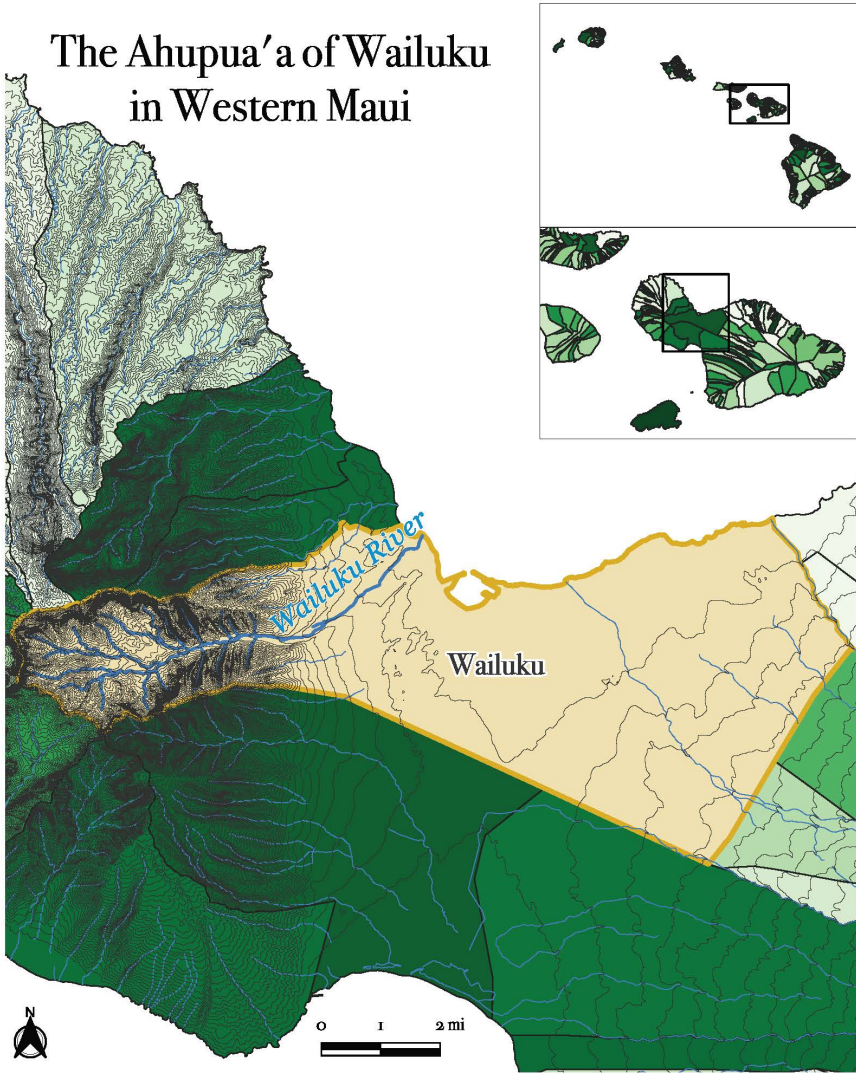 The Ahupua'a of Wailuku
in Western Maui
Wailuku River
Wailuku
N
0 1 2 mi